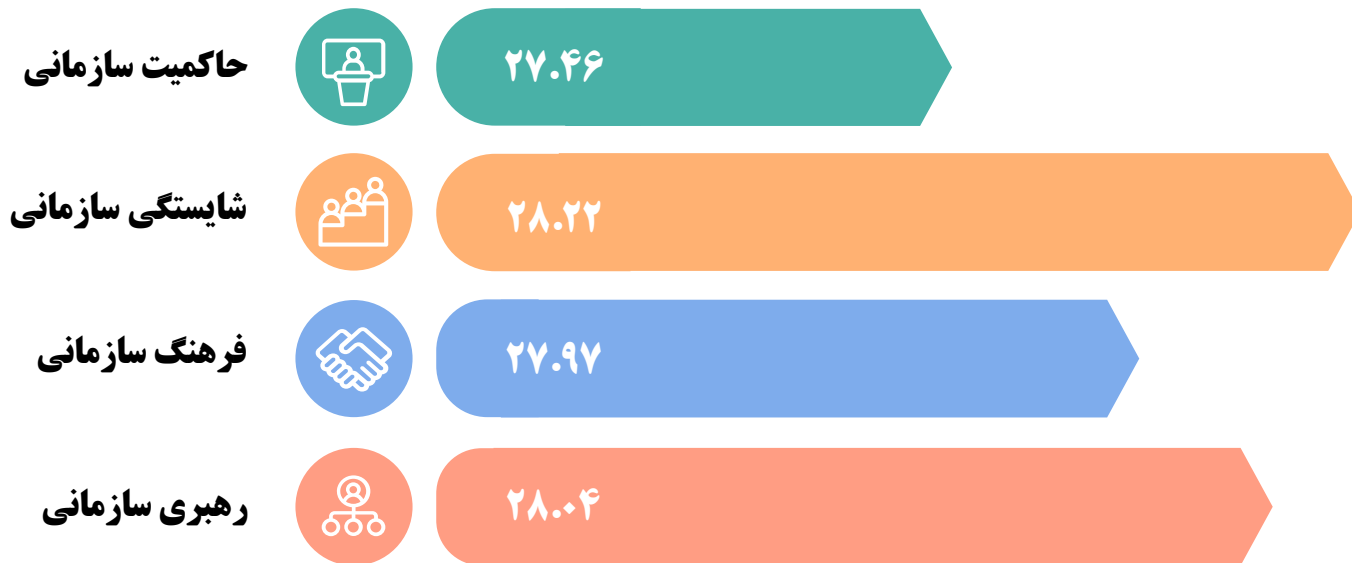 حاکمیت سازمانی
۲۷.۴۶
شایستگی سازمانی
۲۸.۲۲
فرهنگ سازمانی
۲۷.۹۷
رهبری سازمانی
۲۸.۰۴